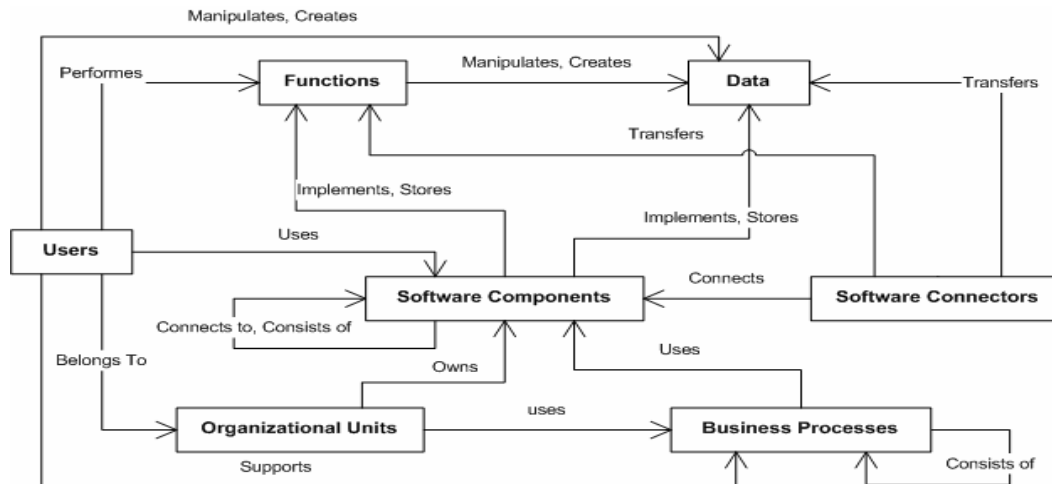 Manipulates, Creates
Performes
Functions
Manipulates, Creates
Data
Transfers
Transfers
Implements, Stores
Implements, Stores
Users
Uses
Software Components
Connects
Software Connectors
Connects to, Consists of
Belongs To
Owns
Uses
Organizational Units
uses
Business Processes
Supports
Consists of